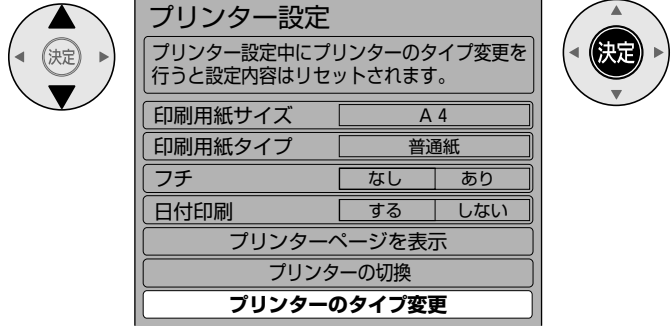 プリンター設定
決定
プリンター設定中にプリンターのタイプ変更を
行うと設定内容はリセットされます。
決定
印刷用紙サイズ A 4
印刷用紙タイプ 普通紙
フチ なし あり
日付印刷 する しない
プリンターページを表示
プリンターの切換
プリンターのタイプ変更